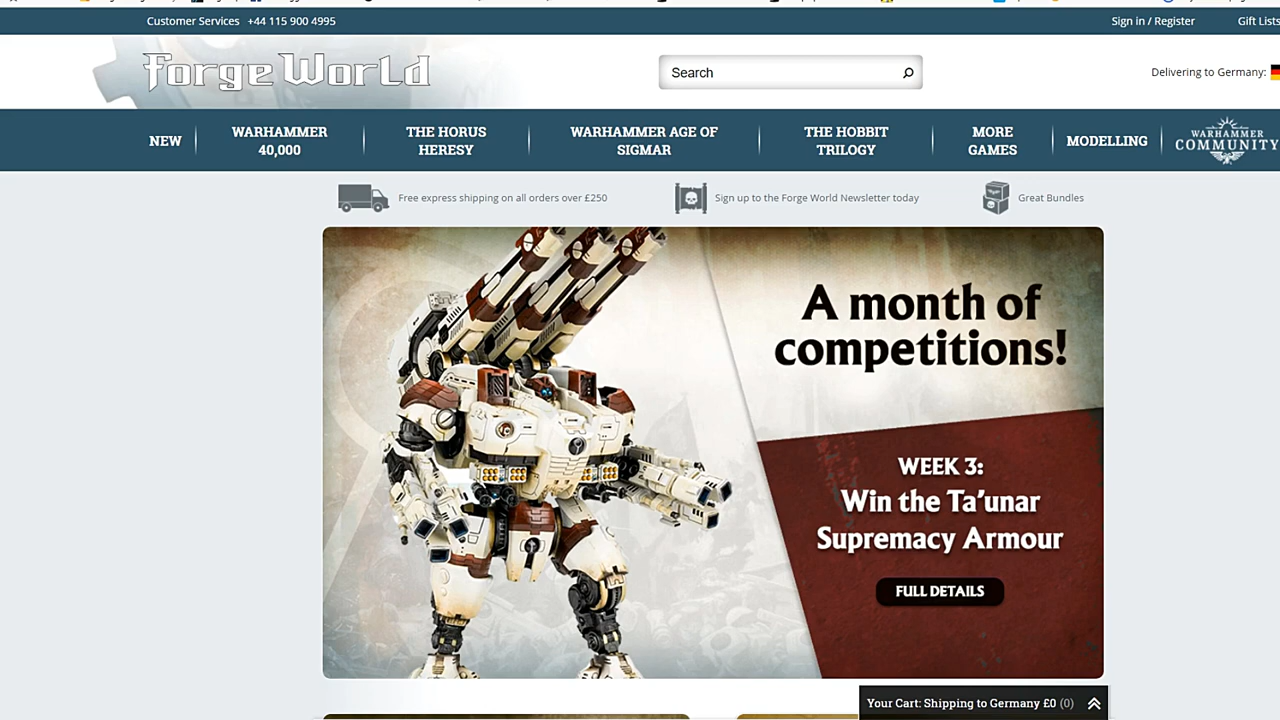 Customer Services +44 115 900 4995
Sign in / Register
Gift Lists
Forge World
Search
Delivering to Germany:
NEW
WARHAMMER
40,000
THE HORUS
HERESY
WARHAMMER AGE OF
SIGMAR
THE HOBBIT
TRILOGY
MORE
GAMES
MODELLING
WARHAMMER
COMMUNITY
Free express shipping on all orders over £250
Sign up to the Forge World Newsletter today
Great Bundles
A month of
competitions!
WEEK 3:
Win the Ta'unar
Supremacy Armour
FULL DETAILS
Your Cart: Shipping to Germany £0 (0)